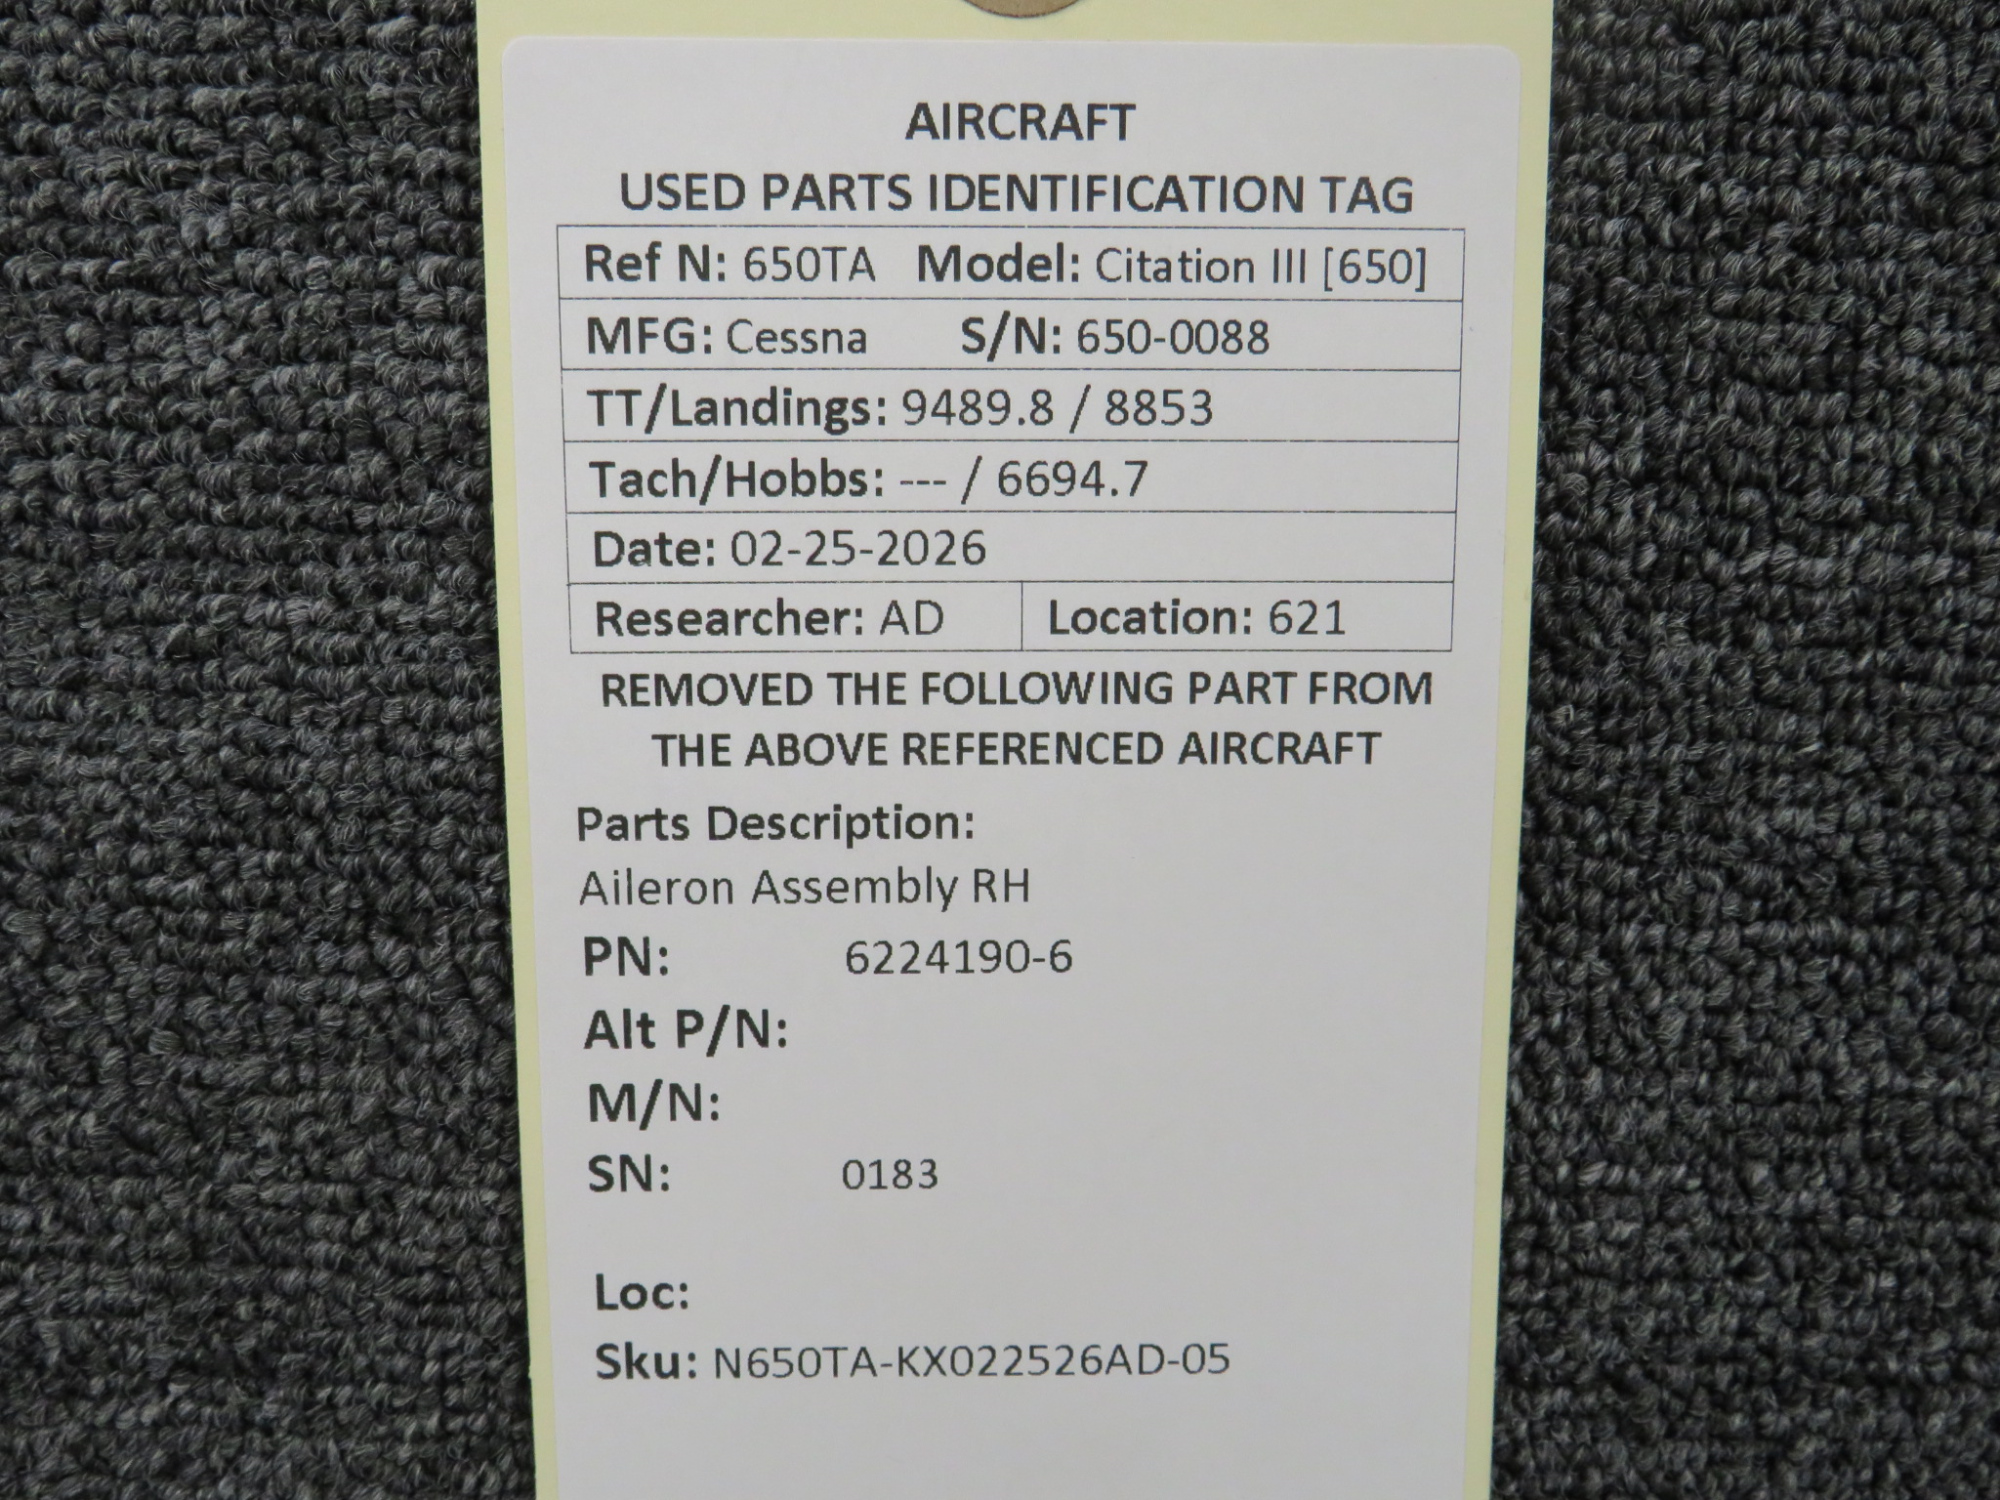 AIRCRAFT
USED PARTS IDENTIFICATION TAG
Ref N: 650TA Model: Citation III [650]
MFG: Cessna S/N: 650-0088
TT/Landings: 9489.8 / 8853
Tach/Hobbs: --- / 6694.7
Date: 02-25-2026
Researcher: AD Location: 621
REMOVED THE FOLLOWING PART FROM
THE ABOVE REFERENCED AIRCRAFT
Parts Description:
Aileron Assembly RH
PN: 6224190-6
Alt P/N:
M/N:
SN: 0183
Loc:
Sku: N650TA-KX022526AD-05